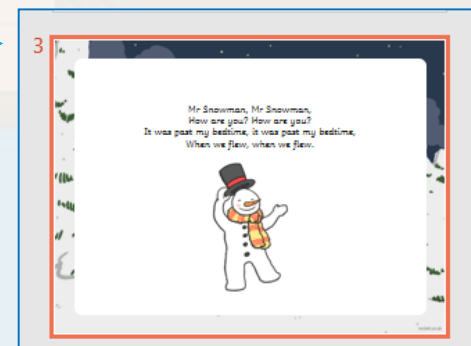 3
Mr Snowman, Mr Snowman,
How are you? How are you?
It was past my bedtime, it was past my bedtime,
When we flew, when we flew.